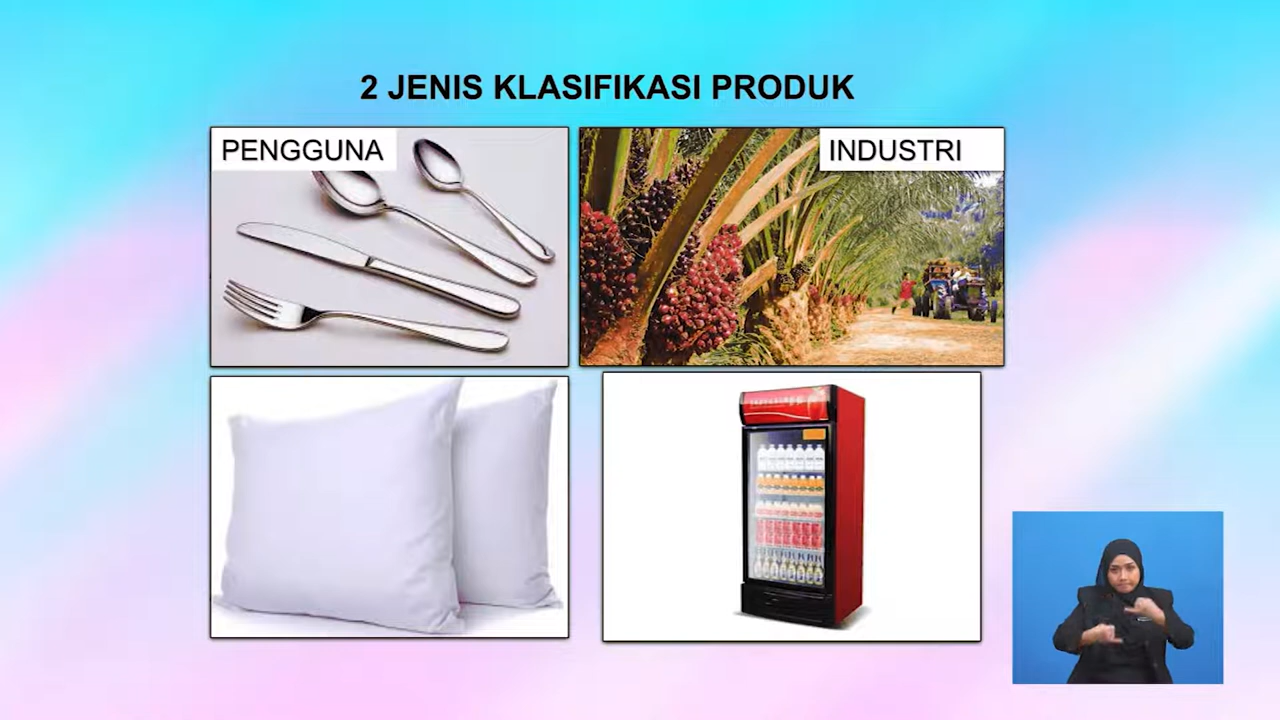 2 JENIS KLASIFIKASI PRODUK
PENGGUNA
INDUSTRI